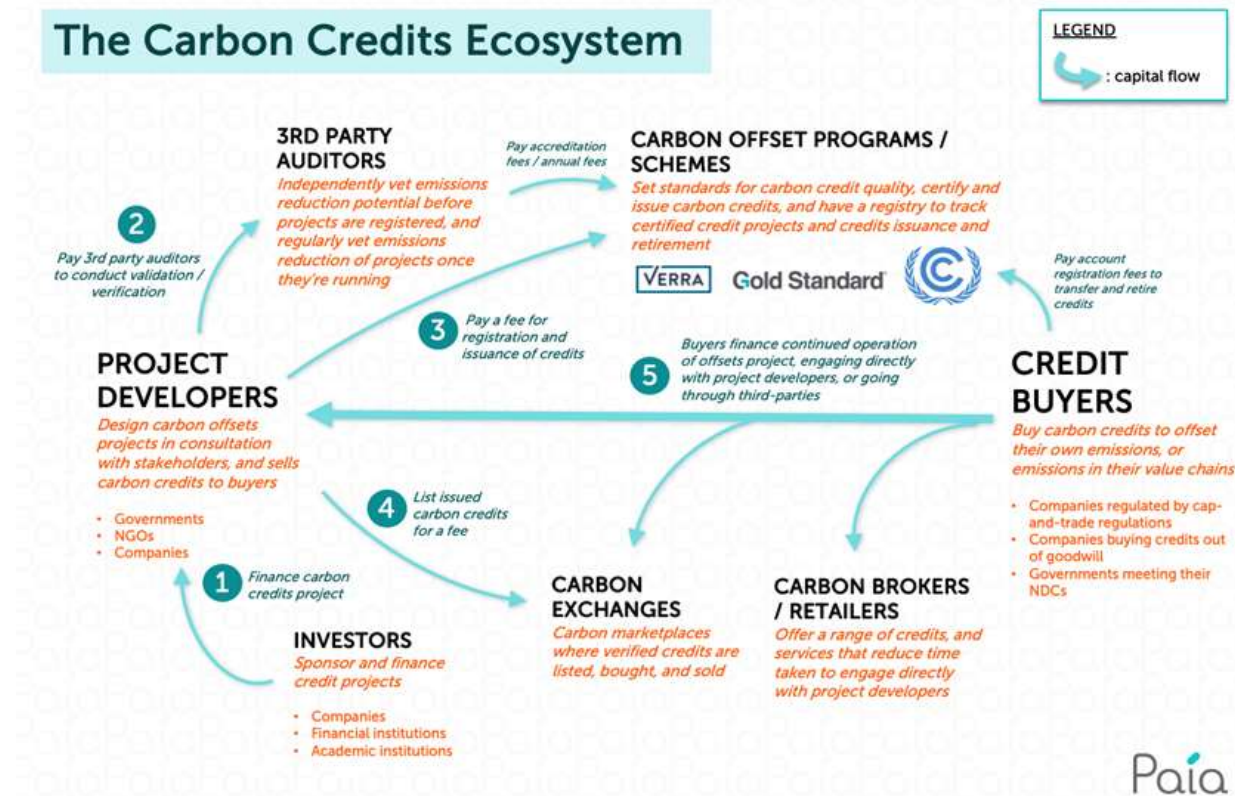 The Carbon Credits Ecosystem
LEGEND
: capital flow
3RD PARTY
AUDITORS
Independently vet emissions
reduction potential before
projects are registered, and
regularly vet emissions
reduction of projects once
they're running
Pay accreditation
fees / annual fees
CARBON OFFSET PROGRAMS /
SCHEMES
Set standards for carbon credit quality, certify and
issue carbon credits, and have a registry to track
certified credit projects and credits issuance and
retirement
VERRA
Gold Standard
C
2
Pay 3rd party auditors
to conduct validation /
verification
Pay account
registration fees to
transfer and retire
credits
3
Pay a fee for
registration and
issuance of credits
5
Buyers finance continued operation
of offsets project, engaging directly
with project developers, or going
through third-parties
PROJECT
DEVELOPERS
Design carbon offsets
projects in consultation
with stakeholders, and sells
carbon credits to buyers
• Governments
• NGOs
• Companies
CREDIT
BUYERS
Buy carbon credits to offset
their own emissions, or
emissions in their value chains
• Companies regulated by cap-
and-trade regulations
• Companies buying credits out
of goodwill
• Governments meeting their
NDCs
4
List issued
carbon credits
for a fee
1
Finance carbon
credits project
INVESTORS
Sponsor and finance
credit projects
• Companies
• Financial institutions
• Academic institutions
CARBON
EXCHANGES
Carbon marketplaces
where verified credits are
listed, bought, and sold
CARBON BROKERS
/ RETAILERS
Offer a range of credits, and
services that reduce time
taken to engage directly
with project developers
Paia